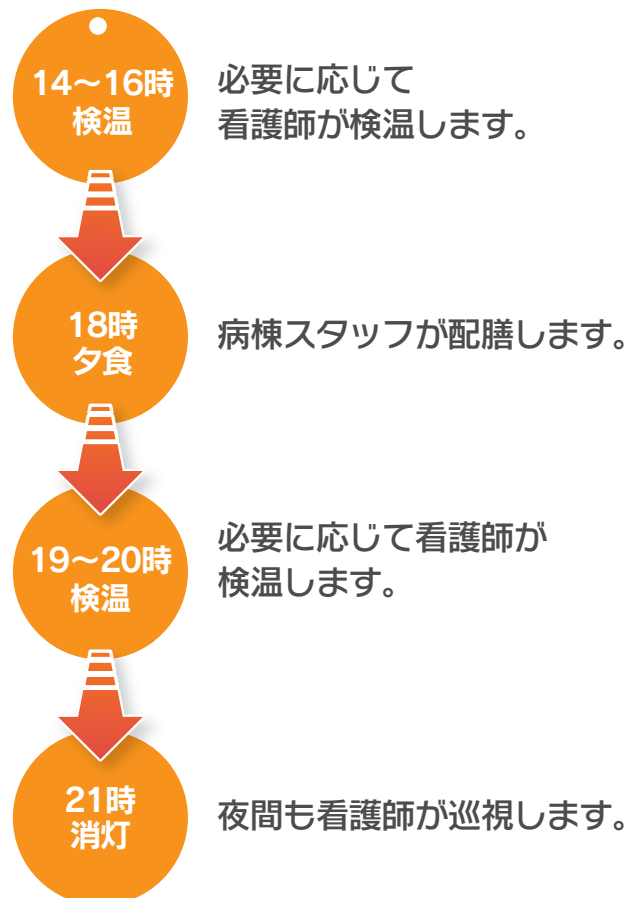 14〜16時
検温
必要に応じて
看護師が検温します。
18時
夕食
病棟スタッフが配膳します。
19〜20時
検温
必要に応じて看護師が
検温します。
21時
消灯
夜間も看護師が巡視します。